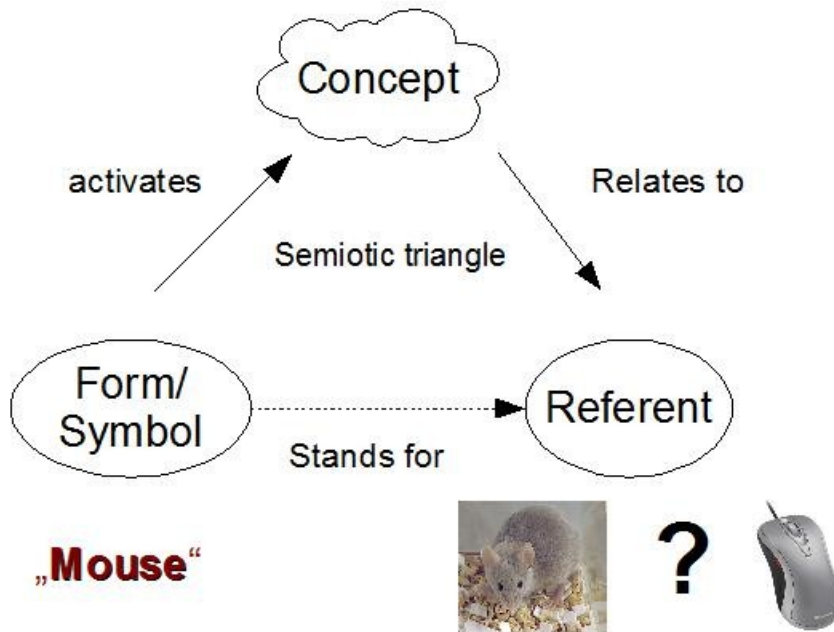 Concept
activates
Relates to
Semiotic triangle
Form/
Symbol
Referent
Stands for
„Mouse“
?